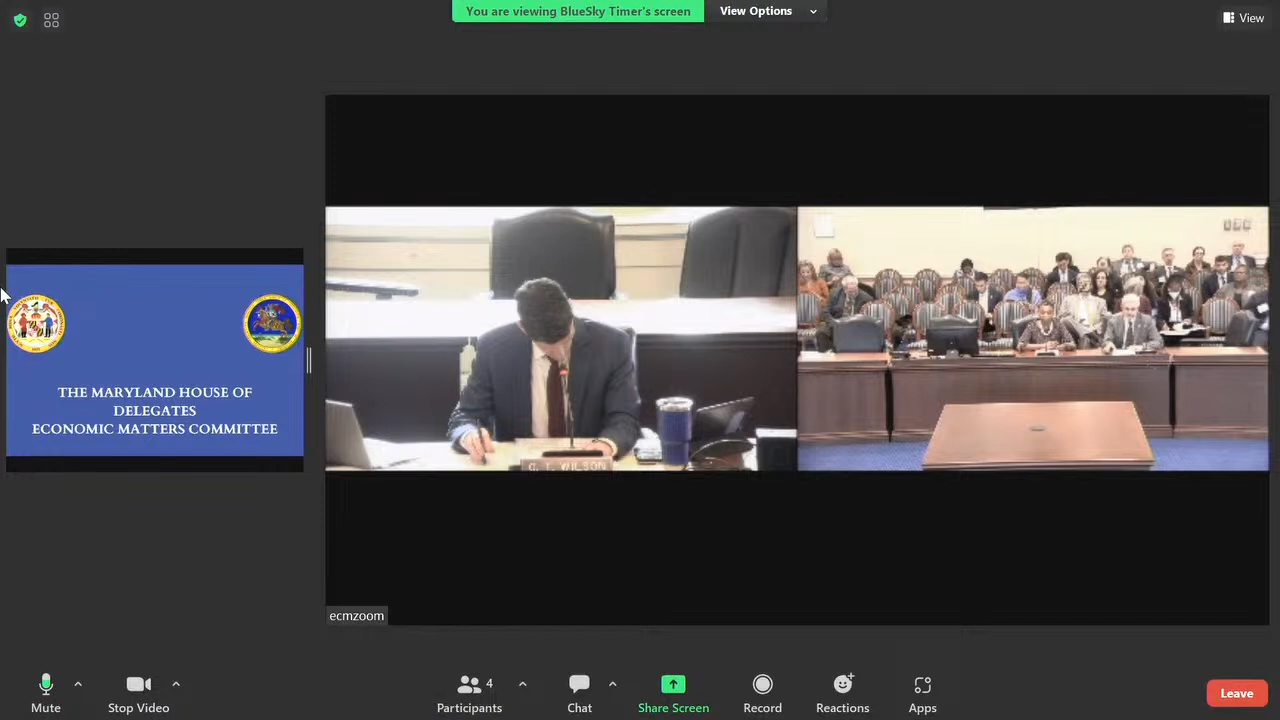 You are viewing BlueSky Timer's screen
View Options
View
THE MARYLAND HOUSE OF
DELEGATES
ECONOMIC MATTERS COMMITTEE
C. T. WILSON
ecmzoom
Mute
Stop Video
4
Participants
Chat
Share Screen
Record
Reactions
Apps
Leave